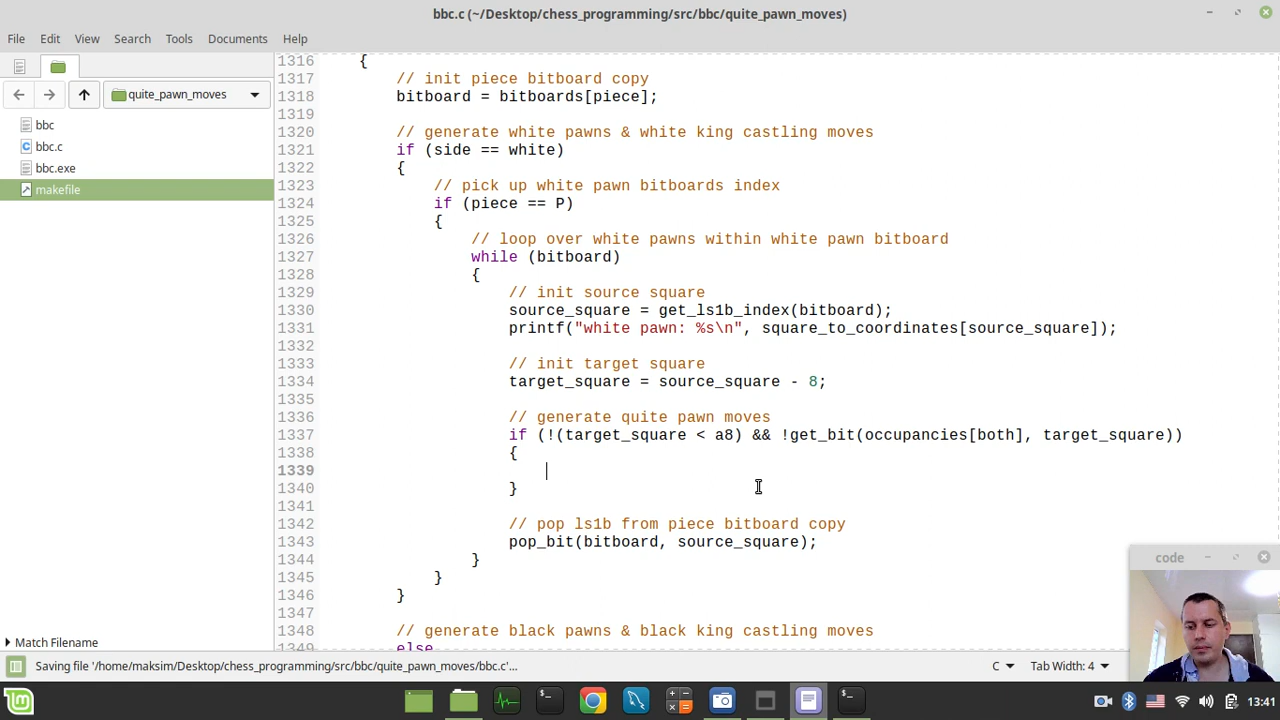 bbc.c (~/Desktop/chess_programming/src/bbc/quite_pawn_moves)
File Edit View Search Tools Documents Help
quite_pawn_moves
bbc
bbc.c
bbc.exe
makefile
Match Filename
1316 {
1317 // init piece bitboard copy
1318 bitboard = bitboards[piece];
1319
1320 // generate white pawns & white king castling moves
1321 if (side == white)
1322 {
1323 // pick up white pawn bitboards index
1324 if (piece == P)
1325 {
1326 // loop over white pawns within white pawn bitboard
1327 while (bitboard)
1328 {
1329 // init source square
1330 source_square = get_ls1b_index(bitboard);
1331 printf("white pawn: %s\n", square_to_coordinates[source_square]);
1332
1333 // init target square
1334 target_square = source_square - 8;
1335
1336 // generate quite pawn moves
1337 if (!(target_square < a8) && !get_bit(occupancies[both], target_square))
1338 {
1339
1340 }
1341
1342 // pop ls1b from piece bitboard copy
1343 pop_bit(bitboard, source_square);
1344 }
1345 }
1346 }
1347
1348 // generate black pawns & black king castling moves
1349 else
code
Saving file '/home/maksim/Desktop/chess_programming/src/bbc/quite_pawn_moves/bbc.c'...
C Tab Width: 4
13:41